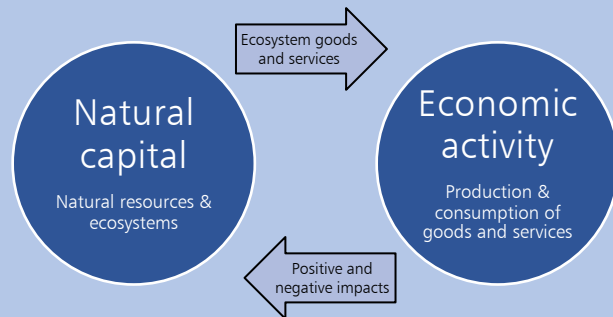 Ecosystem goods
and services
Natural
capital
Natural resources &
ecosystems
Economic
activity
Production &
consumption of
goods and services
Positive and
negative impacts